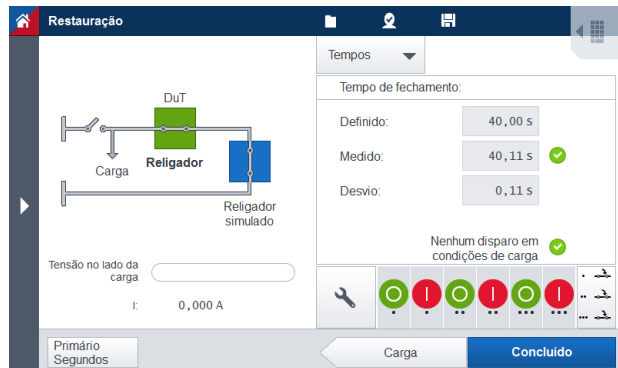 Restauração
Tempos
Tempo de fechamento:
DuT
Definido:
40,00 s
Religador
Medido:
40,11 s
Carga
Desvio:
0,11 s
Religador
simulado
Nenhum disparo em
condições de carga
Tensão no lado da
carga
I:
0,000 A
Primário
Segundos
Carga
Concluído